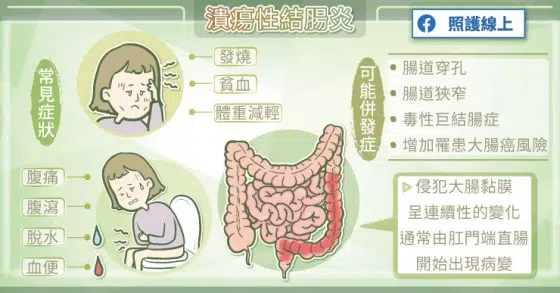 潰瘍性結腸炎
照護線上
常見症狀
發燒
貧血
體重減輕
腹痛
腹瀉
脫水
血便
可能併發症
• 腸道穿孔
• 腸道狹窄
• 毒性巨結腸症
• 增加罹患大腸癌風險
▷ 侵犯大腸黏膜
呈連續性的變化
通常由肛門端直腸
開始出現病變